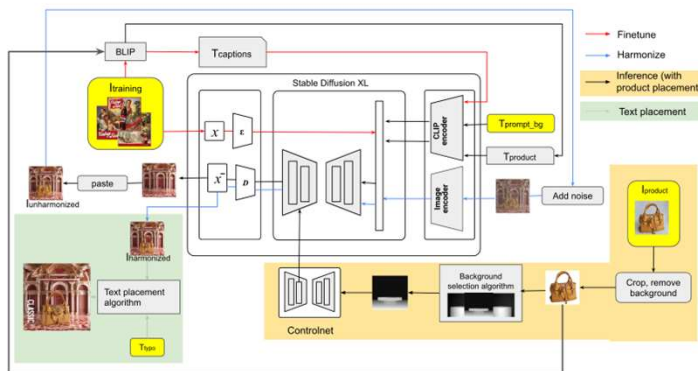 BLIP
Tcaptions
Finetune
Harmonize
Inference (with
product placement
Text placement
Itraining
Stable Diffusion XL
X
ε
CLIP
encoder
Tprompt_bg
Tproduct
X
D
paste
Iunharmonized
Image
encoder
Add noise
Iproduct
Iharmonized
Text placement
algorithm
CLASSIC
Ttypo
Controlnet
Background
selection algorithm
Crop, remove
background